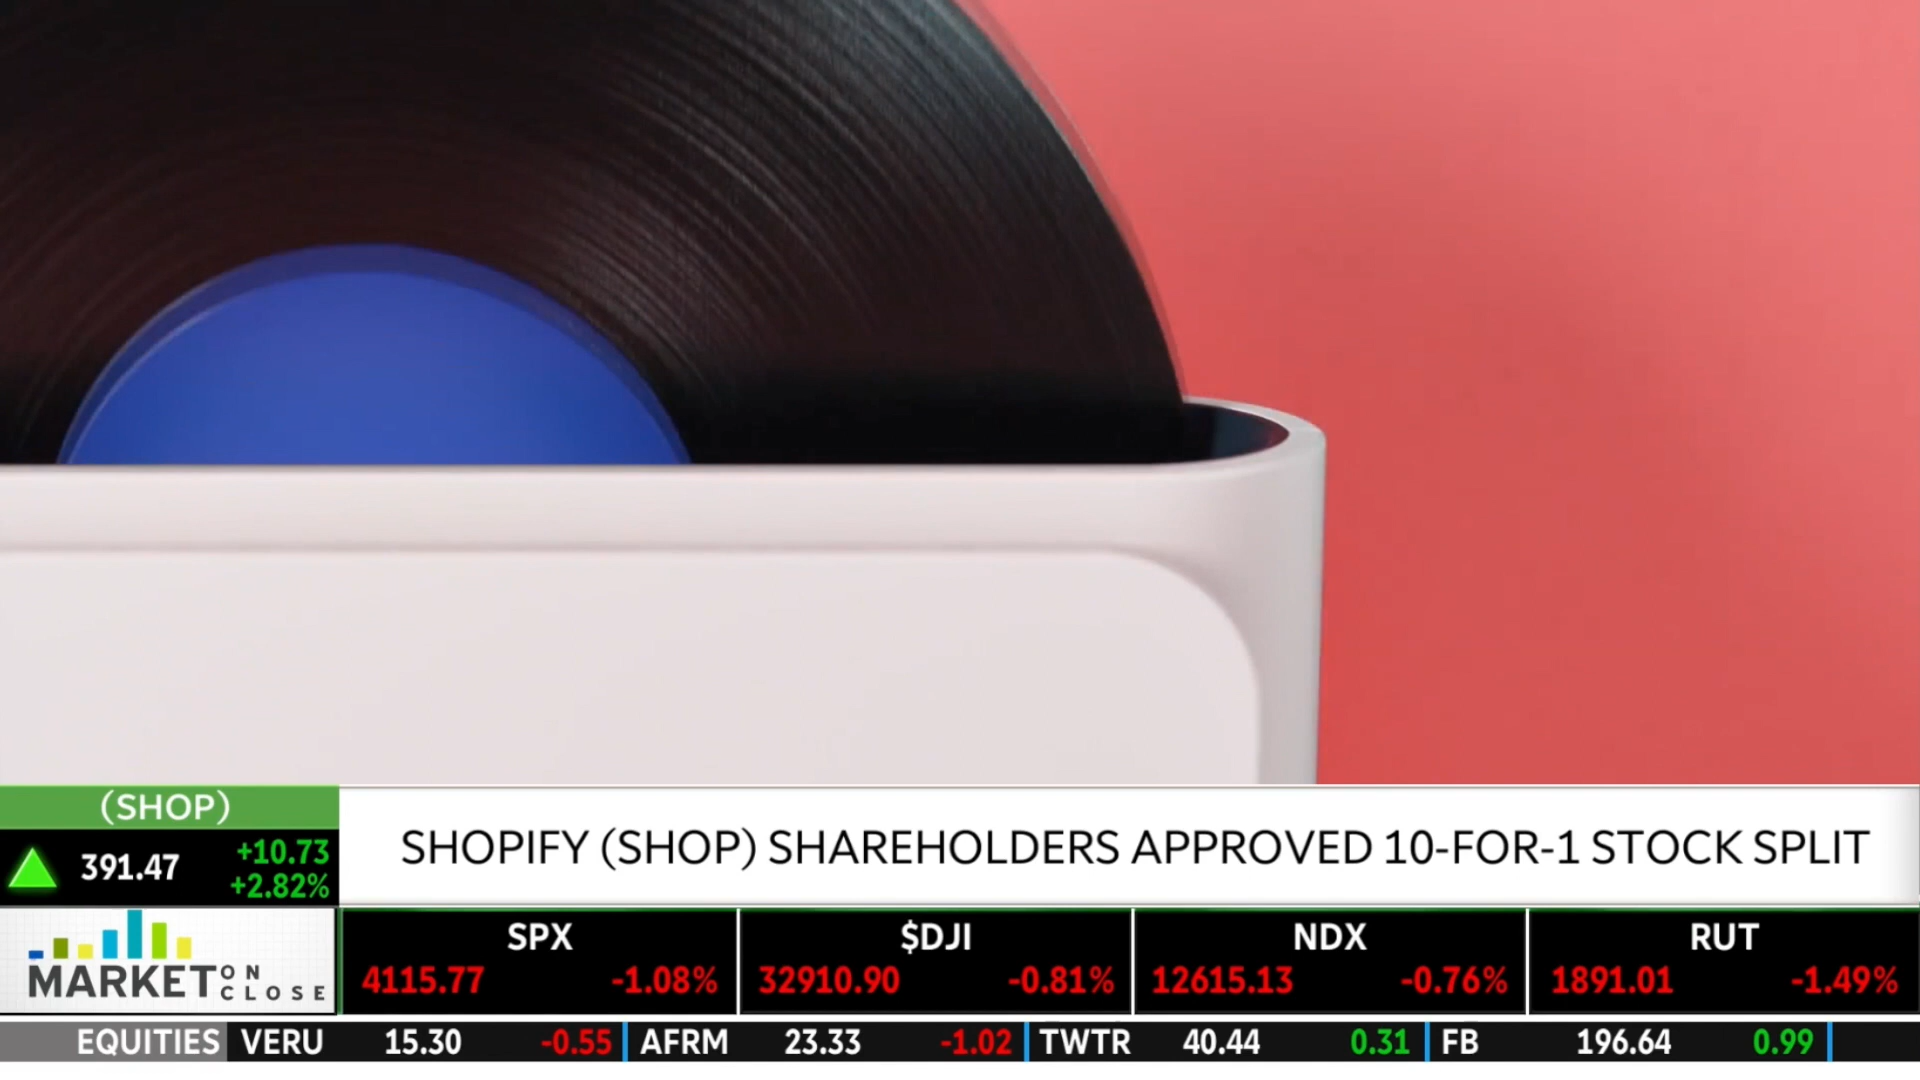 (SHOP)
391.47 +10.73
+2.82%
SHOPIFY (SHOP) SHAREHOLDERS APPROVED 10-FOR-1 STOCK SPLIT
MARKET ON CLOSE
SPX
4115.77 -1.08%
$DJI
32910.90 -0.81%
NDX
12615.13 -0.76%
RUT
1891.01 -1.49%
EQUITIES VERU 15.30 -0.55 AFRM 23.33 -1.02 TWTR 40.44 0.31 FB 196.64 0.99